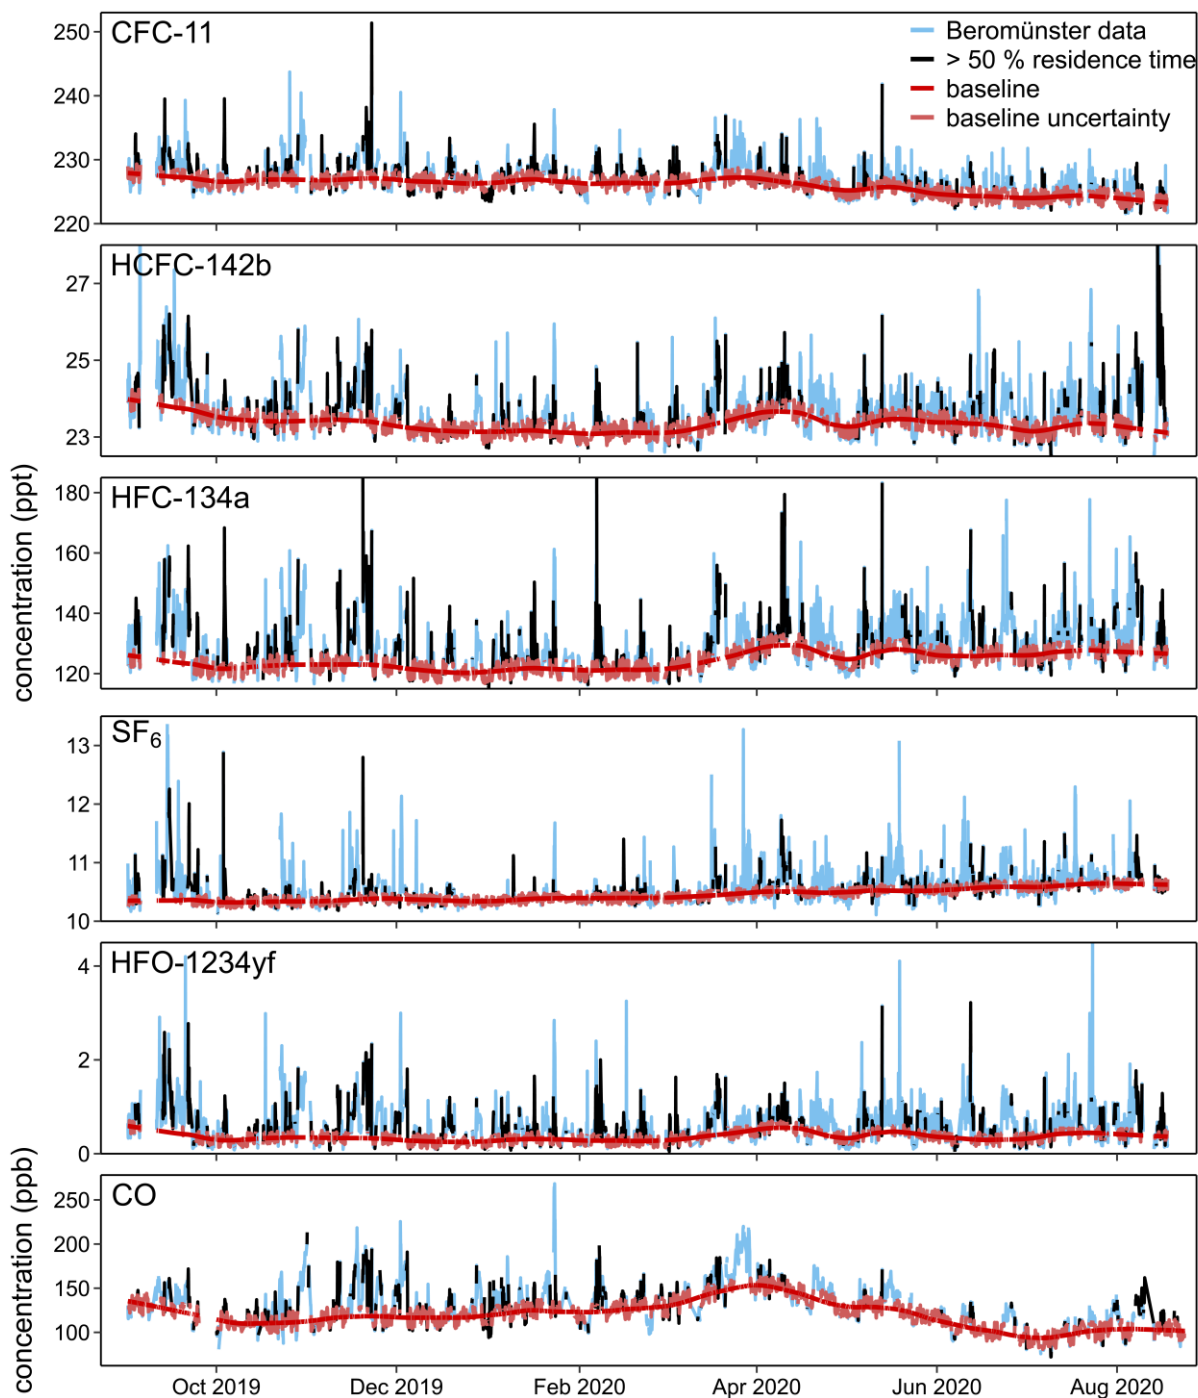 CFC-11
Beromünster data
> 50 % residence time
baseline
baseline uncertainty
250
240
230
220
HCFC-142b
27
25
23
concentration (ppt)
HFC-134a
180
160
140
120
SF6
13
12
11
10
HFO-1234yf
4
2
0
concentration (ppb)
CO
250
200
150
100
Oct 2019 Dec 2019 Feb 2020 Apr 2020 Jun 2020 Aug 2020